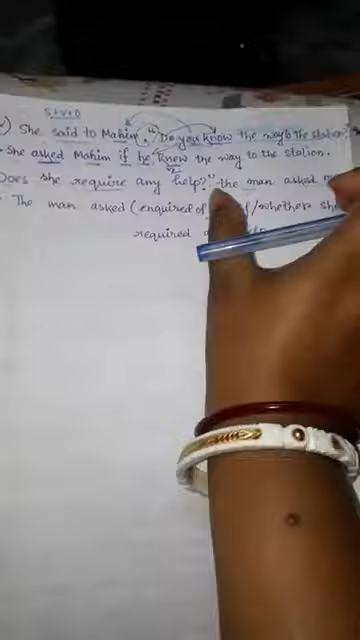 S+V+O
She said to Mahim, "Do you know the way to the station?
She asked Mahim if he knew the way to the station.
V2
Does she require any help?" the man asked
The man asked (enquired of /whether she
required